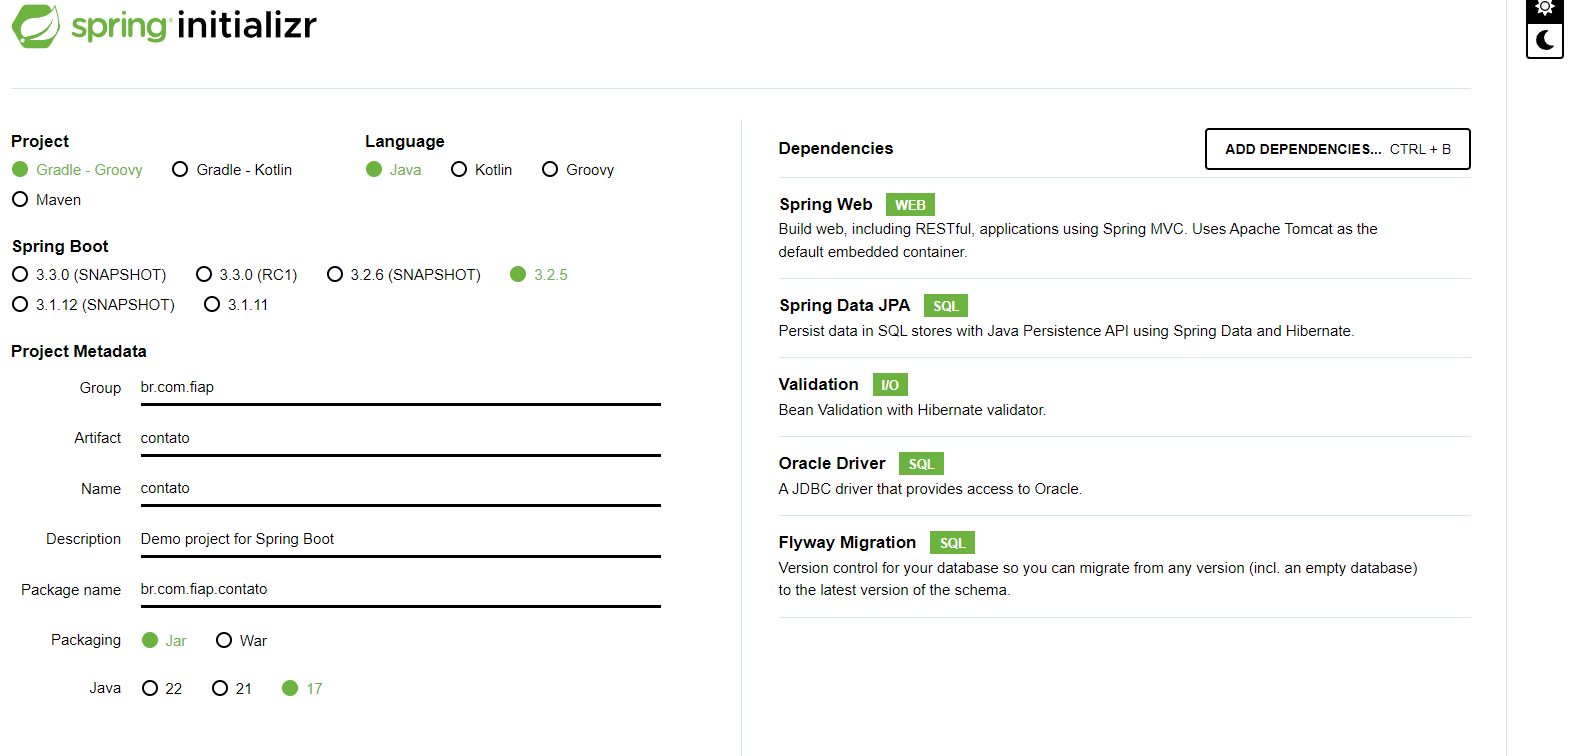 spring initializr
Project
Gradle - Groovy Gradle - Kotlin
Maven
Language
Java Kotlin Groovy
Spring Boot
3.3.0 (SNAPSHOT) 3.3.0 (RC1) 3.2.6 (SNAPSHOT) 3.2.5
3.1.12 (SNAPSHOT) 3.1.11
Project Metadata
Group br.com.fiap
Artifact contato
Name contato
Description Demo project for Spring Boot
Package name br.com.fiap.contato
Packaging Jar War
Java 22 21 17
Dependencies ADD DEPENDENCIES... CTRL + B
Spring Web WEB
Build web, including RESTful, applications using Spring MVC. Uses Apache Tomcat as the
default embedded container.
Spring Data JPA SQL
Persist data in SQL stores with Java Persistence API using Spring Data and Hibernate.
Validation I/O
Bean Validation with Hibernate validator.
Oracle Driver SQL
A JDBC driver that provides access to Oracle.
Flyway Migration SQL
Version control for your database so you can migrate from any version (incl. an empty database)
to the latest version of the schema.